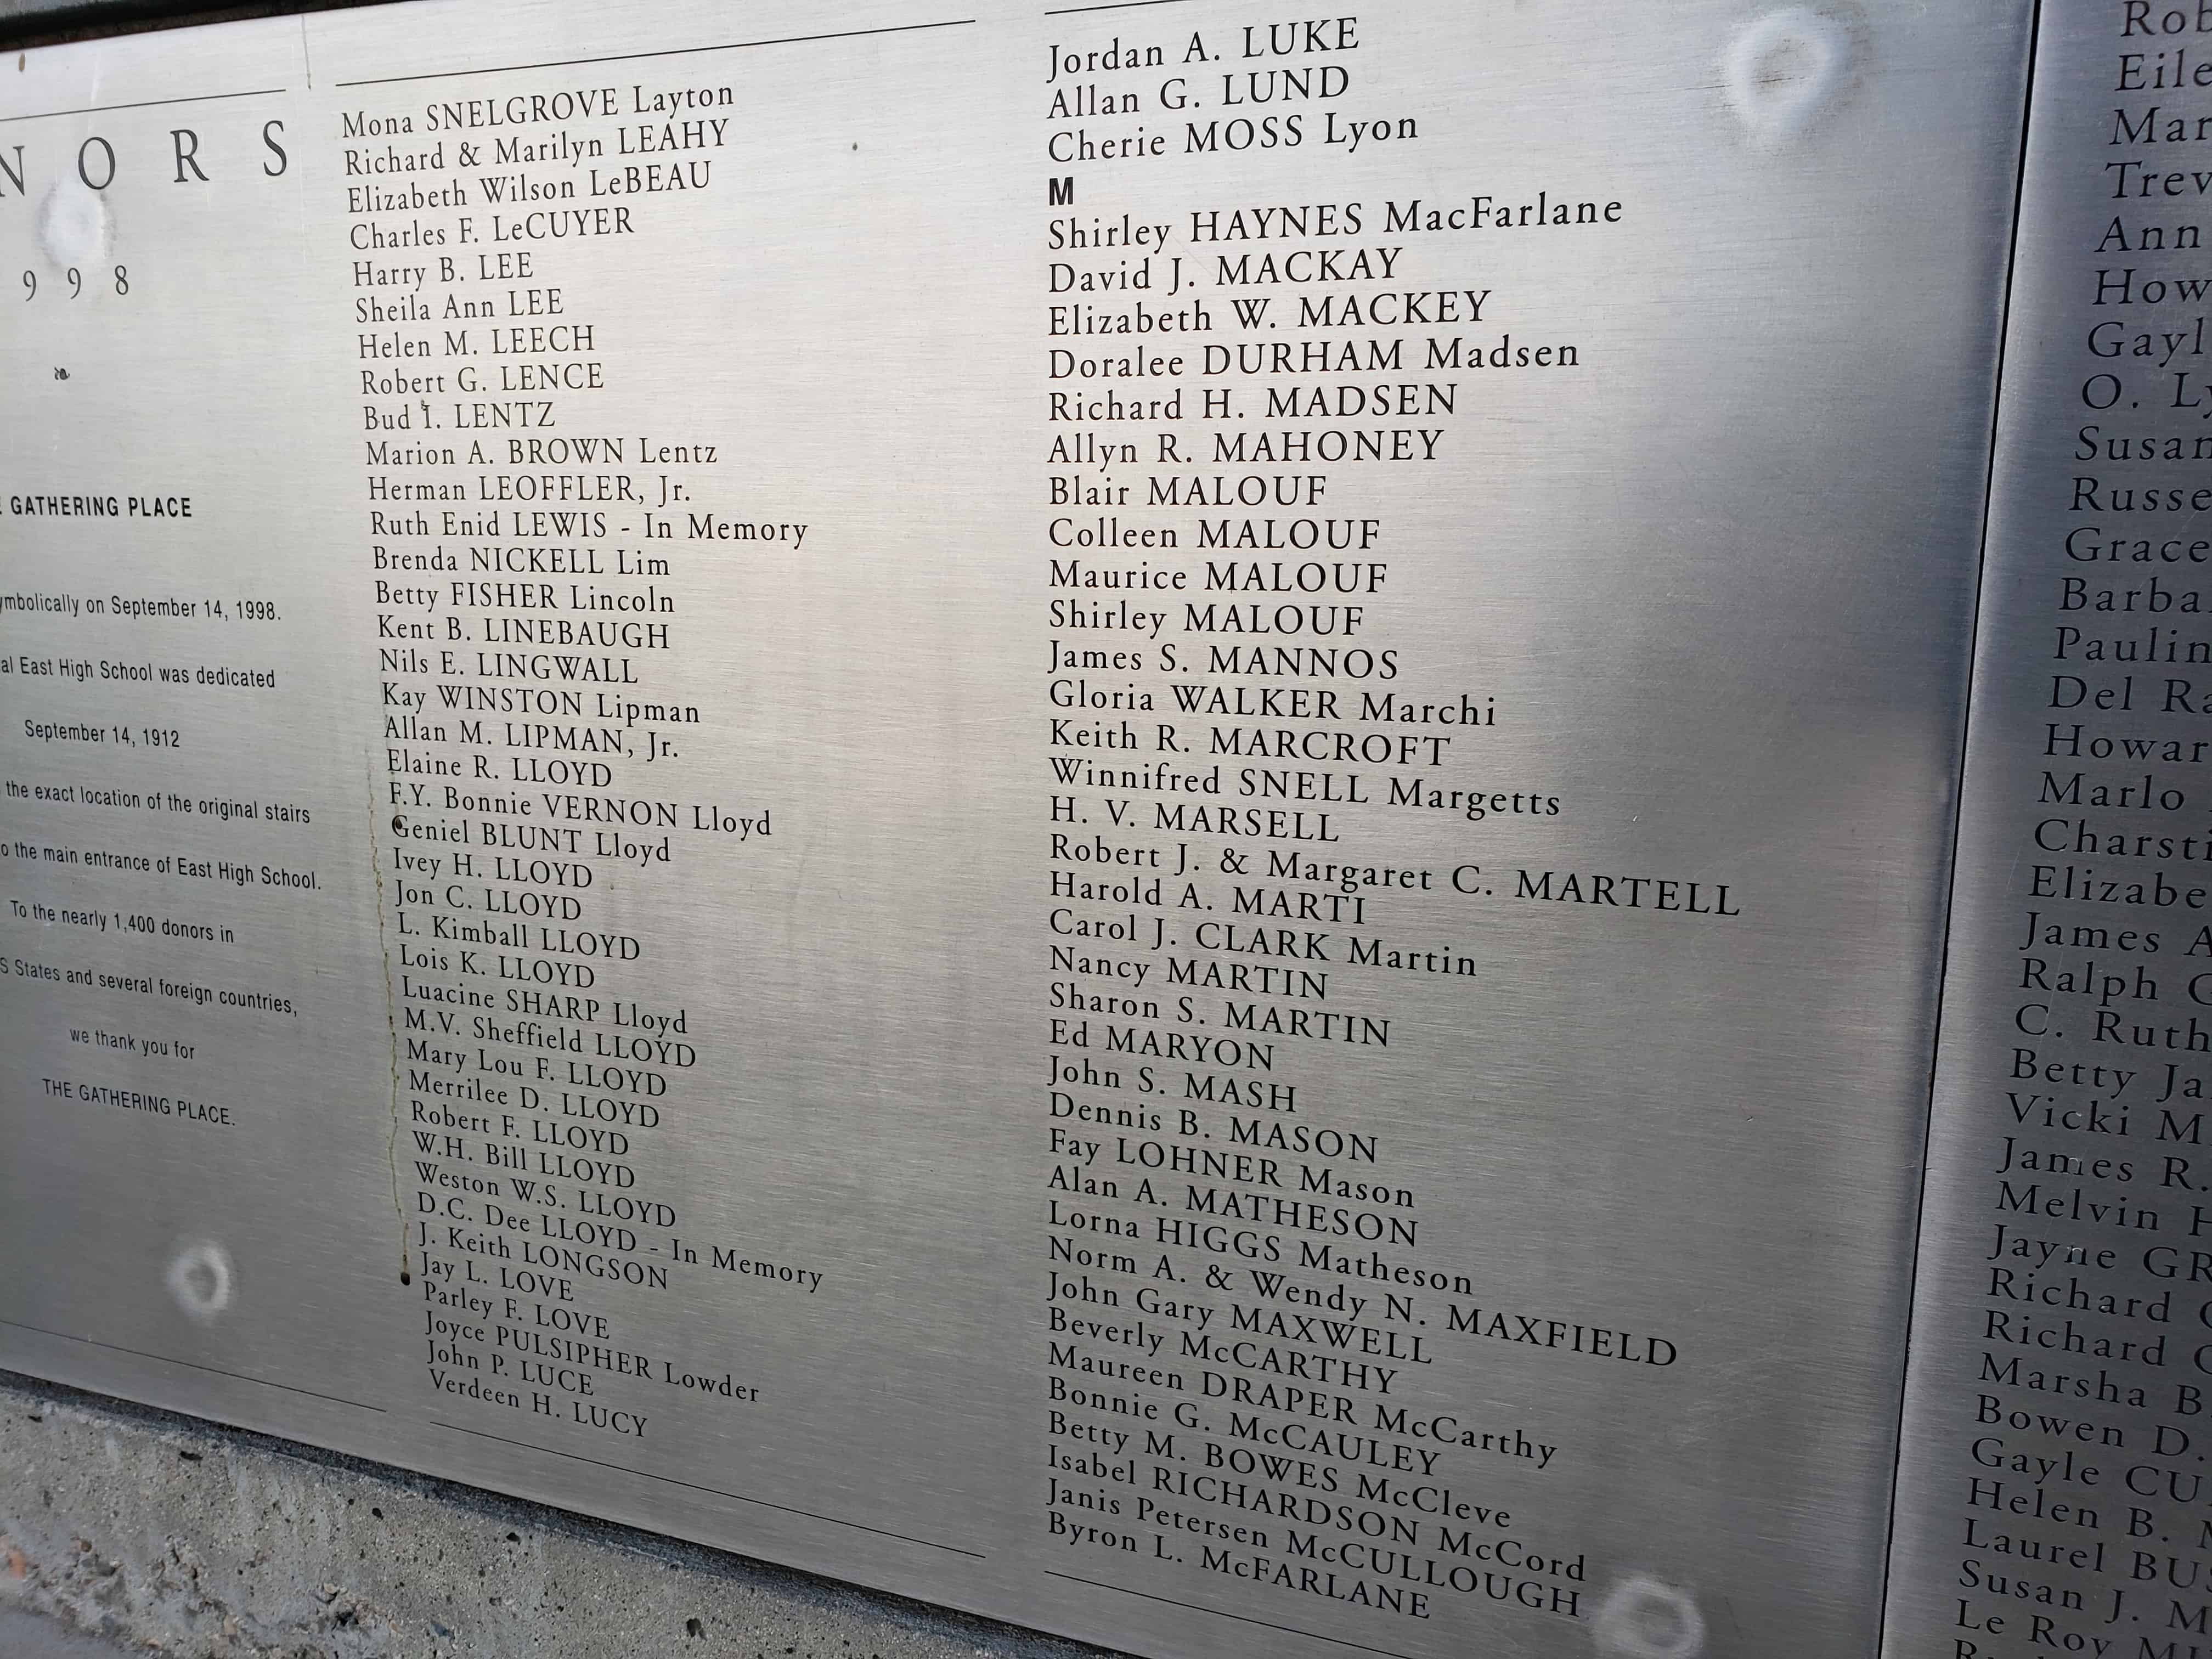 NORS
998
GATHERING PLACE
on September 14, 1998.
East High School was dedicated
September 14, 1912
the exact location of the original stairs
the main entrance of East High School.
To the nearly 1,400 donors in
States and several foreign countries,
we thank you for
THE GATHERING PLACE.
Mona SNELGROVE Layton
Richard & Marilyn LEAHY
Elizabeth Wilson LeBEAU
Charles F. LeCUYER
Harry B. LEE
Sheila Ann LEE
Helen M. LEECH
Robert G. LENCE
Bud I. LENTZ
Marion A. BROWN Lentz
Herman LEOFFLER, Jr.
Ruth Enid LEWIS - In Memory
Brenda NICKELL Lim
Betty FISHER Lincoln
Kent B. LINEBAUGH
Nils E. LINGWALL
Kay WINSTON Lipman
Allan M. LIPMAN, Jr.
Elaine R. LLOYD
F.Y. Bonnie VERNON Lloyd
Geniel BLUNT Lloyd
Ivey H. LLOYD
Jon C. LLOYD
L. Kimball LLOYD
Lois K. LLOYD
Luacine SHARP Lloyd
M.V. Sheffield LLOYD
Mary Lou F. LLOYD
Merrilee D. LLOYD
Robert F. LLOYD
W.H. Bill LLOYD
Weston W.S. LLOYD
D.C. Dee LLOYD - In Memory
J. Keith LONGSON
Jay L. LOVE
Parley F. LOVE
Joyce PULSIPHER Lowder
John P. LUCE
Verdeen H. LUCY
Jordan A. LUKE
Allan G. LUND
Cherie MOSS Lyon
M
Shirley HAYNES MacFarlane
David J. MACKAY
Elizabeth W. MACKEY
Doralee DURHAM Madsen
Richard H. MADSEN
Allyn R. MAHONEY
Blair MALOUF
Colleen MALOUF
Maurice MALOUF
Shirley MALOUF
James S. MANNOS
Gloria WALKER Marchi
Keith R. MARCROFT
Winnifred SNELL Margetts
H. V. MARSELL
Robert J. & Margaret C. MARTELL
Harold A. MARTI
Carol J. CLARK Martin
Nancy MARTIN
Sharon S. MARTIN
Ed MARYON
John S. MASH
Dennis B. MASON
Fay LOHNER Mason
Alan A. MATHESON
Lorna HIGGS Matheson
Norm A. & Wendy N. MAXFIELD
John Gary MAXWELL
Beverly McCARTHY
Maureen DRAPER McCarthy
Bonnie G. McCAULEY
Betty M. BOWES McCleve
Isabel RICHARDSON McCord
Janis Petersen McCULLOUGH
Byron L. McFARLANE
Rob
Eile
Mar
Trev
Ann
How
Gayl
O. Ly
Susan
Russe
Grace
Barba
Paulin
Del Ra
Howar
Marlo
Charst
Elizabe
James A
Ralph
C. Ruth
Betty Ja
Vicki M
James R.
Melvin H
Jayne GR
Richard
Richard
Marsha B
Bowen D.
Gayle CU
Helen B.
Laurel BUS
Susan J. M
Le Roy